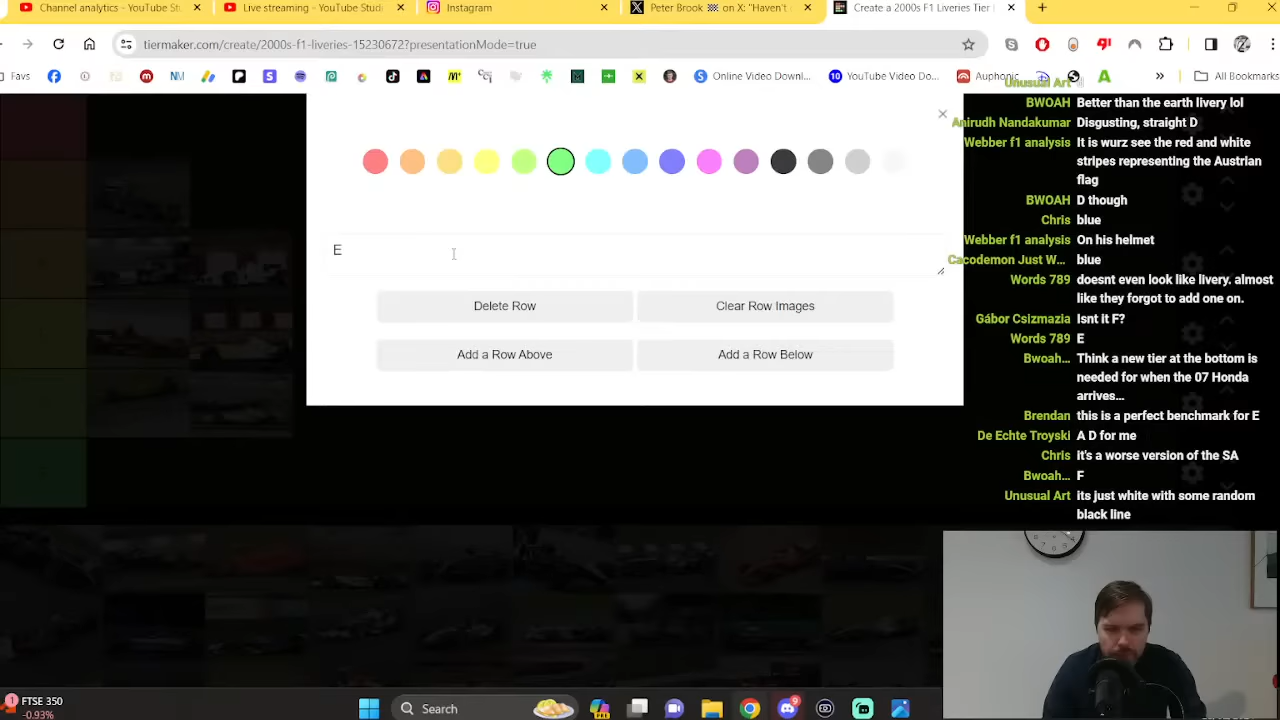 Channel analytics - YouTube St
Live streaming - YouTube Studi
Instagram
Peter Brook 🏁 on X: "Haven't
Create a 2000s F1 Liveries Tier
tiermaker.com/create/2000s-f1-liveries-15230672?presentationMode=true
Favs
Online Video Downl...
YouTube Video Do...
Auphonic
All Bookmarks
Unusual Art
BWOAH Better than the earth livery lol
Anirudh Nandakumar Disgusting, straight D
Webber f1 analysis It is wurz see the red and white
stripes representing the Austrian
flag
BWOAH D though
Chris blue
Webber f1 analysis On his helmet
Cacodemon Just W... blue
Words 789 doesnt even look like livery. almost
like they forgot to add one on.
Gábor Csizmazia Isnt it F?
Words 789 E
Bwoah... Think a new tier at the bottom is
needed for when the 07 Honda
arrives...
Brendan this is a perfect benchmark for E
De Echte Troyski A D for me
Chris it's a worse version of the SA
Bwoah... F
Unusual Art its just white with some random
black line
E
Delete Row
Clear Row Images
Add a Row Above
Add a Row Below
1
FTSE 350
-0.93%
Search